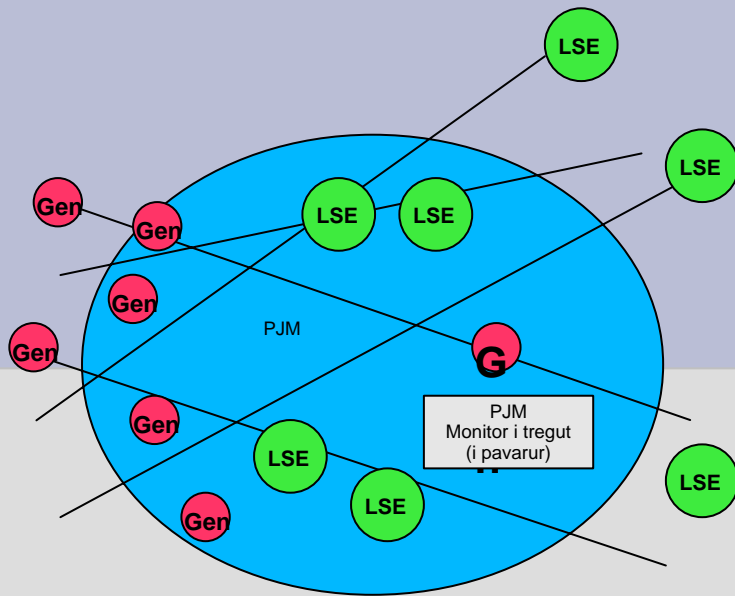 LSE
LSE
Gen
LSE
LSE
Gen
Gen
PJM
Gen
G
PJM
Monitor i tregut
(i pavarur)
Gen
LSE
LSE
LSE
Gen